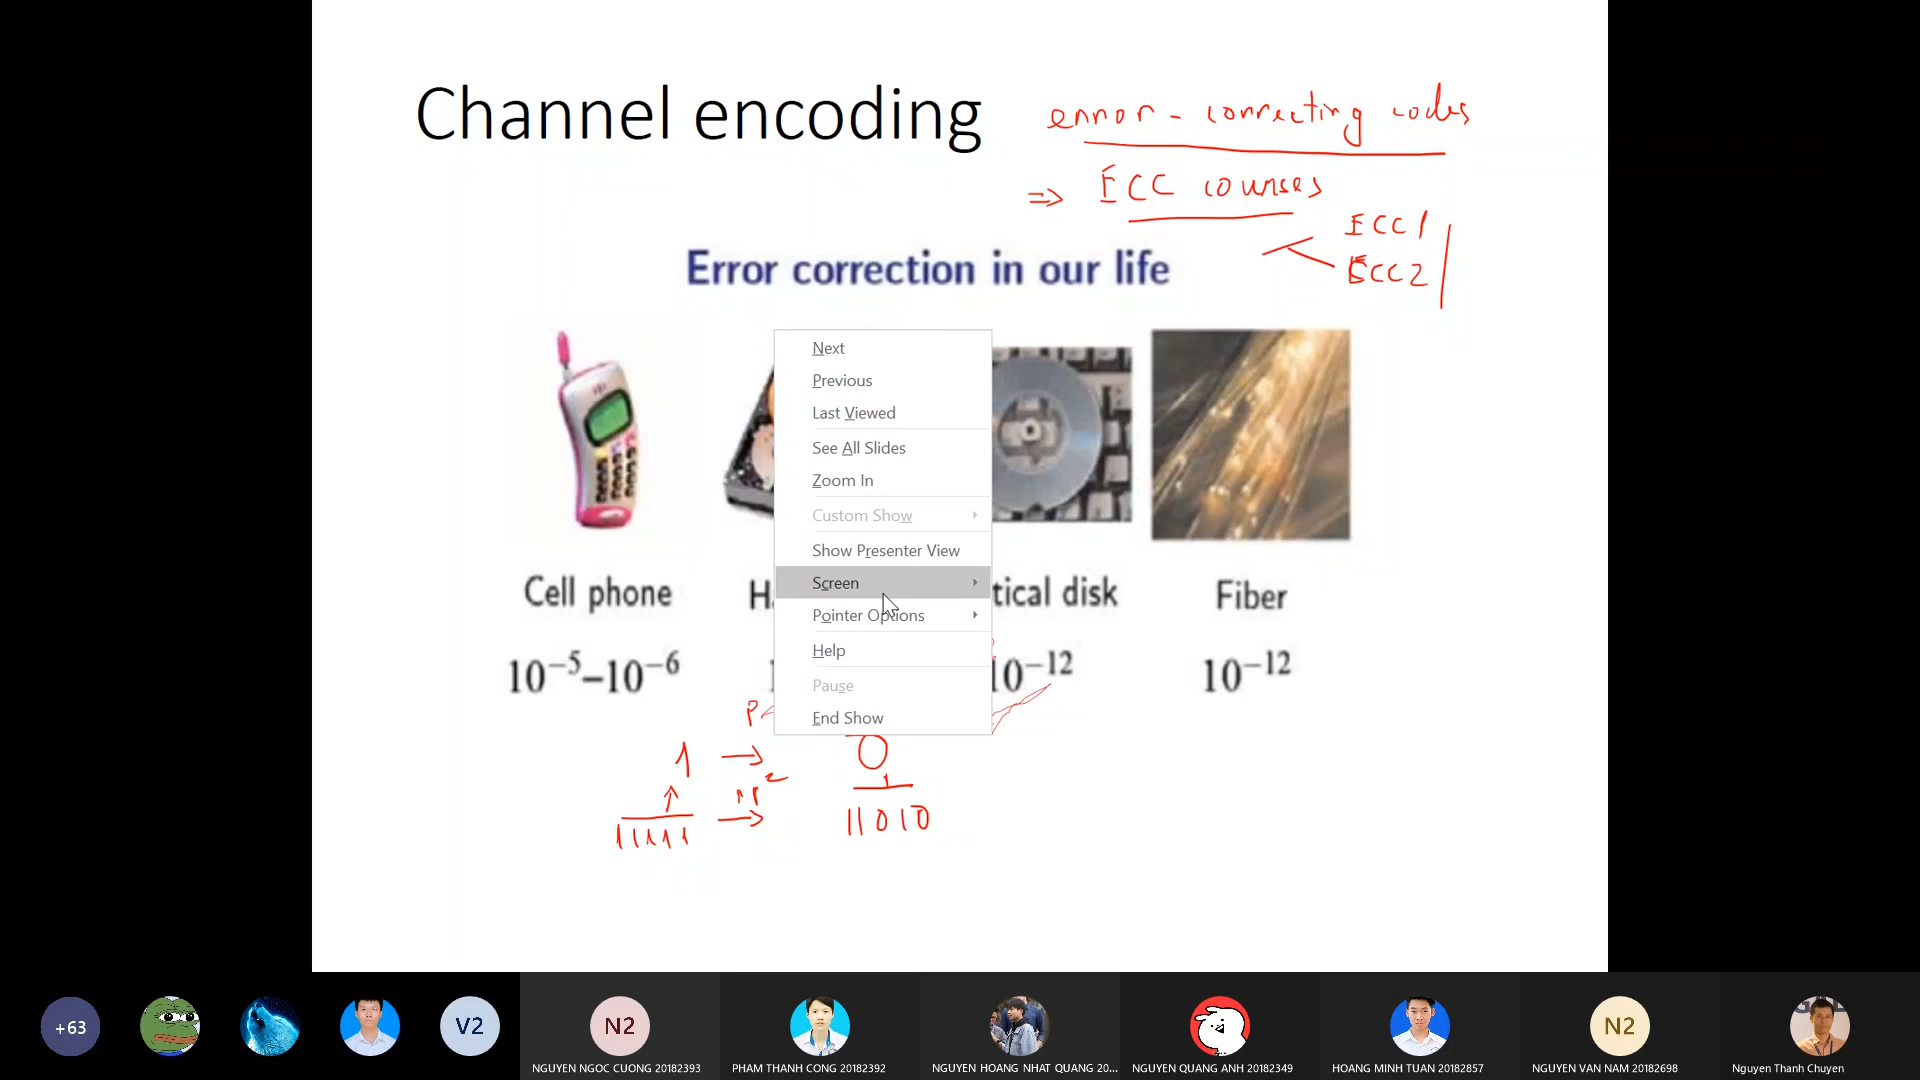 Channel encoding
error-correcting codes
⇒ ECC courses
ECC1
ECC2
Error correction in our life
Next
Previous
Last Viewed
See All Slides
Zoom In
Custom Show
Show Presenter View
Screen
Pointer Options
Help
Pause
End Show
Cell phone
tical disk
Fiber
10⁻⁵–10⁻⁶
10⁻¹²
10⁻¹²
P
1 → 0
11111 → 11010
+63
V2
N2
N2
NGUYEN NGOC CUONG 20182393
PHAM THANH CONG 20182392
NGUYEN HOANG NHAT QUANG 20...
NGUYEN QUANG ANH 20182349
HOANG MINH TUAN 20182857
NGUYEN VAN NAM 20182698
Nguyen Thanh Chuyen